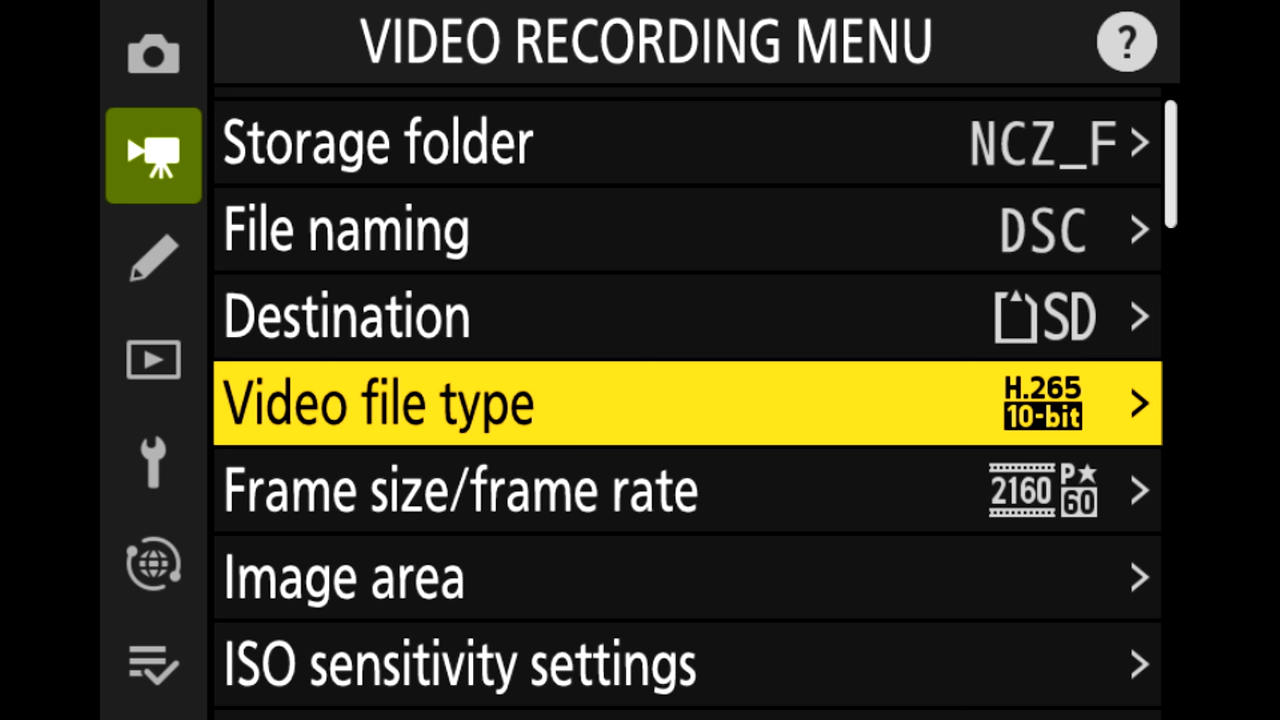 VIDEO RECORDING MENU ?
Storage folder NCZ_F >
File naming DSC >
Destination SD >
Video file type H.265 10-bit >
Frame size/frame rate 2160 P★ 60 >
Image area >
ISO sensitivity settings >